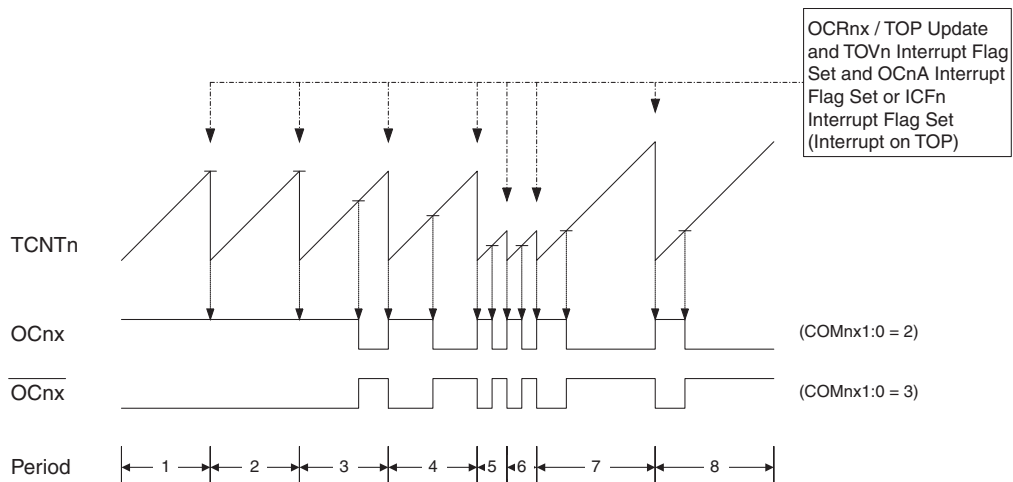 OCRnx / TOP Update
and TOVn Interrupt Flag
Set and OCnA Interrupt
Flag Set or ICFn
Interrupt Flag Set
(Interrupt on TOP)
TCNTn
OCnx (COMnx1:0 = 2)
OCnx (COMnx1:0 = 3)
Period 1 2 3 4 5 6 7 8